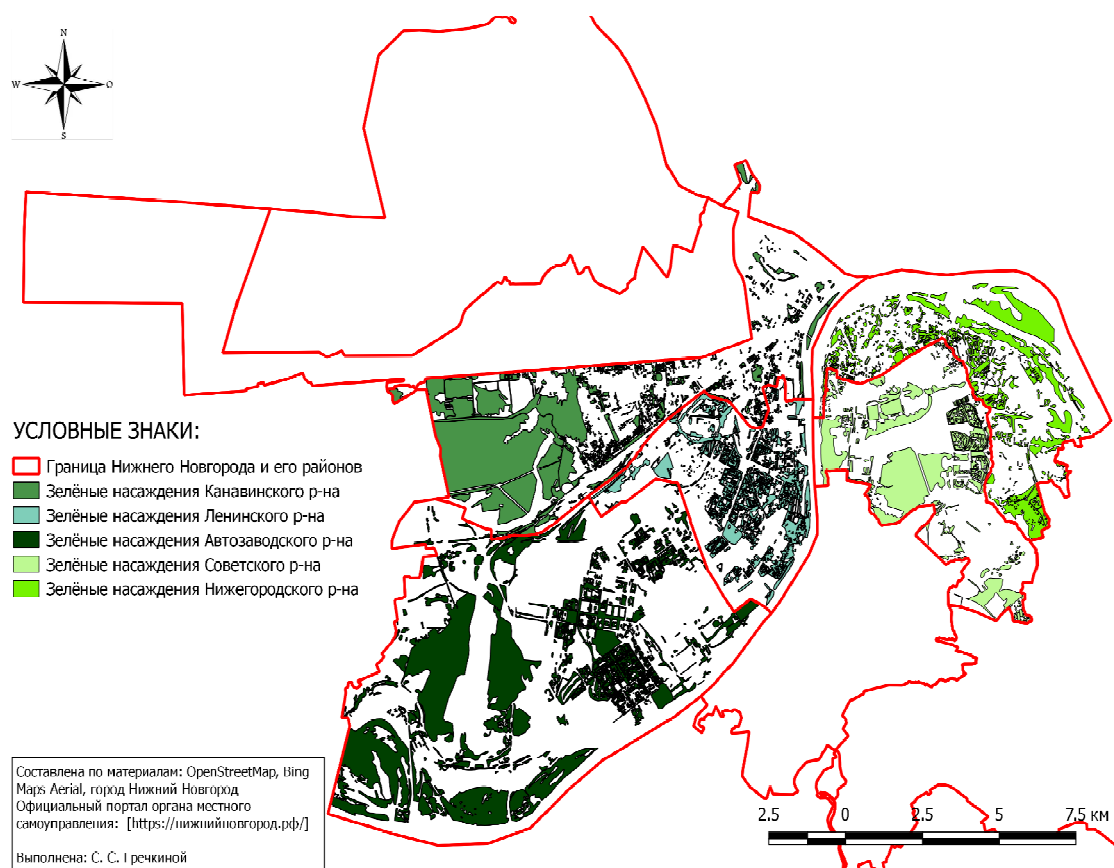 N
W
O
S
УСЛОВНЫЕ ЗНАКИ:
Граница Нижнего Новгорода и его районов
Зелёные насаждения Канавинского р-на
Зелёные насаждения Ленинского р-на
Зелёные насаждения Автозаводского р-на
Зелёные насаждения Советского р-на
Зелёные насаждения Нижегородского р-на
Составлена по материалам: OpenStreetMap, Bing
Maps Aerial, город Нижний Новгород
Официальный портал органа местного
самоуправления: [https://нижнийновгород.рф/]
Выполнена: С. С. Гречкиной
2.5 0 2.5 5 7.5 км